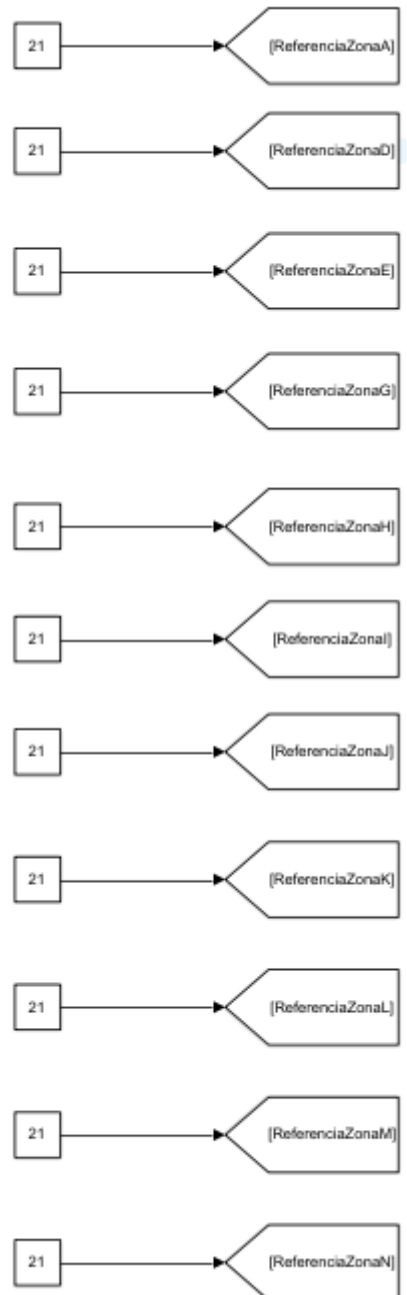 21 [ReferenciaZonaA]
21 [ReferenciaZonaD]
21 [ReferenciaZonaE]
21 [ReferenciaZonaG]
21 [ReferenciaZonaH]
21 [ReferenciaZonaI]
21 [ReferenciaZonaJ]
21 [ReferenciaZonaK]
21 [ReferenciaZonaL]
21 [ReferenciaZonaM]
21 [ReferenciaZonaN]